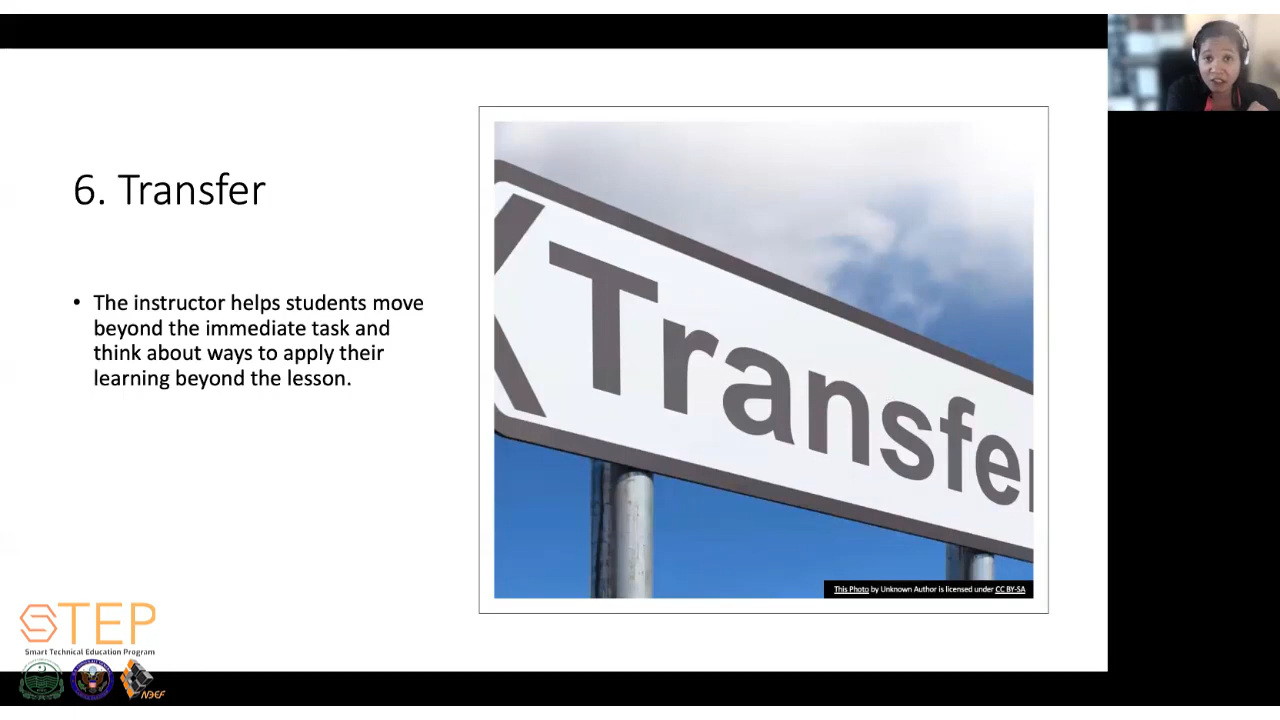 6. Transfer
• The instructor helps students move
beyond the immediate task and
think about ways to apply their
learning beyond the lesson.
Transfer
This Photo by Unknown Author is licensed under CC BY-SA
STEP
Smart Technical Education Program
N3EF